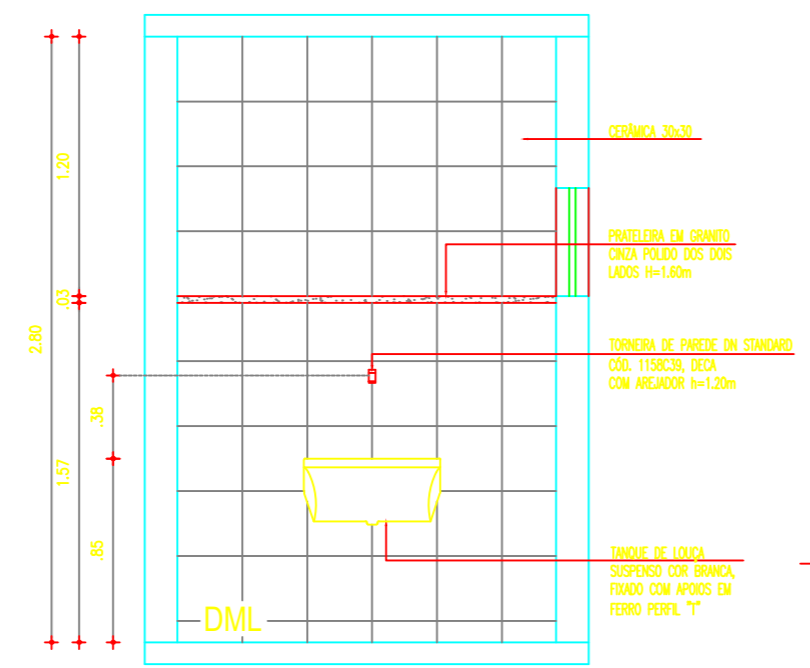 CERÂMICA 30x30
1.20
PRATELEIRA EM GRANITO
CINZA POLIDO DOS DOIS
LADOS H=1.60m
.03
2.80
TORNEIRA DE PAREDE DN STANDARD
CÓD. 1158C39, DECA
COM AREJADOR h=1.20m
.38
1.57
.85
TANQUE DE LOUÇA
SUSPENSO COR BRANCA,
FIXADO COM APOIOS EM
FERRO PERFIL "T"
DML